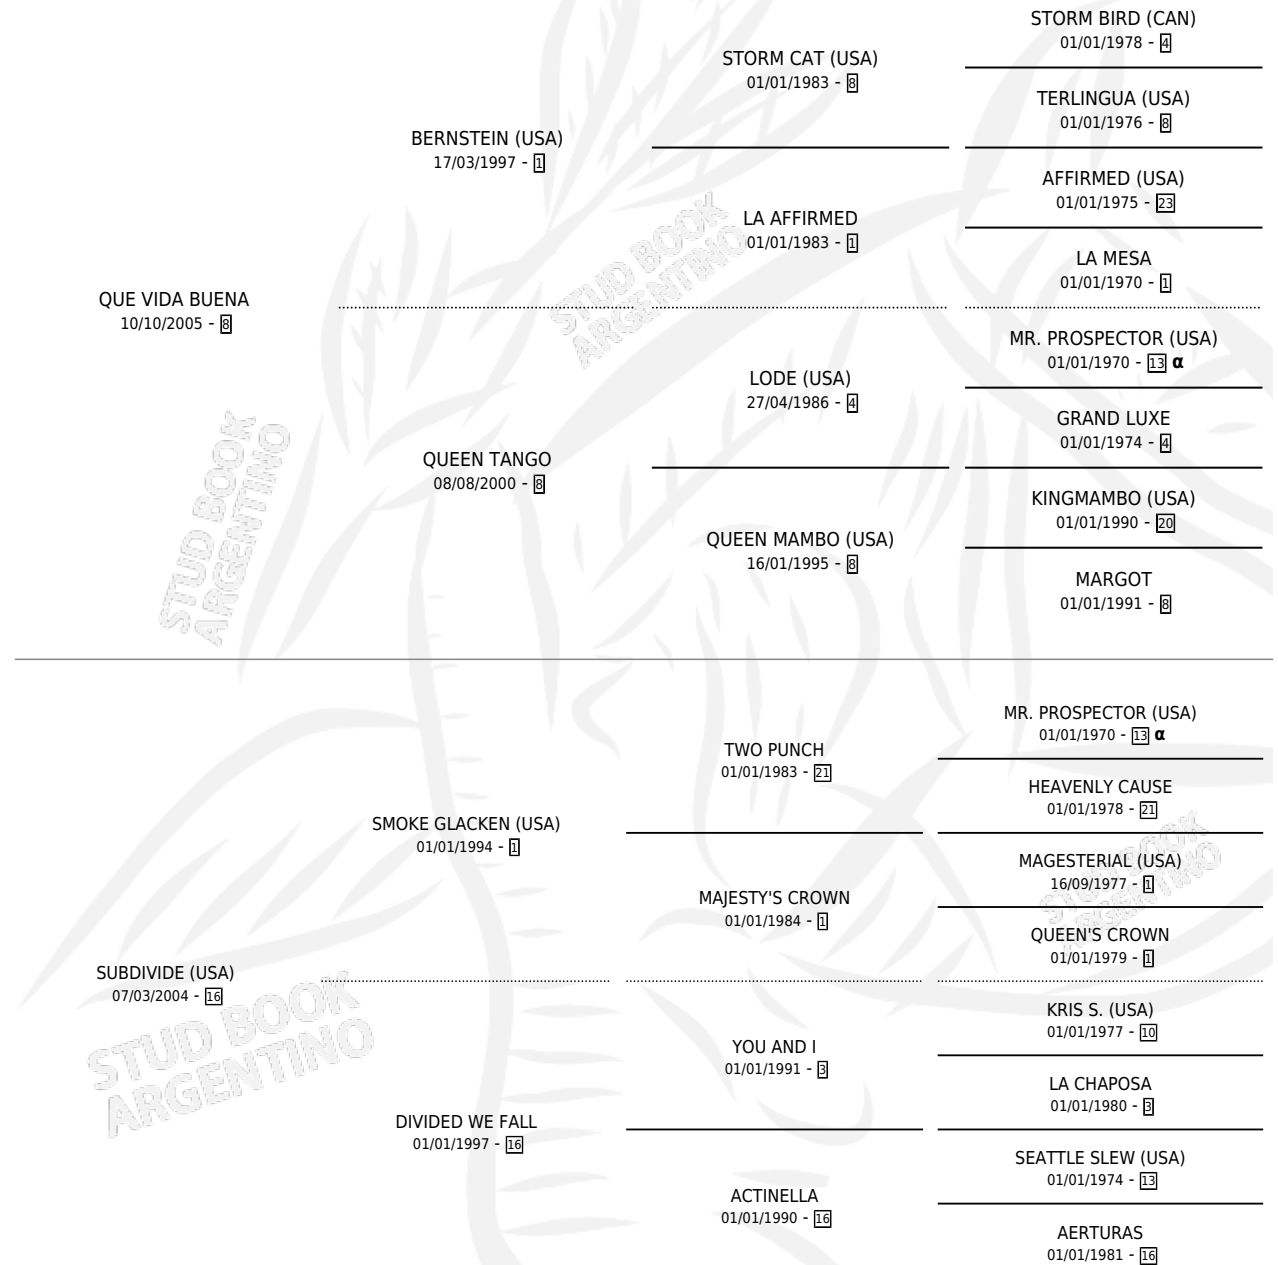 STORM BIRD (CAN)
01/01/1978 - 4
STORM CAT (USA)
01/01/1983 - 8
TERLINGUA (USA)
01/01/1976 - 8
BERNSTEIN (USA)
17/03/1997 - 1
AFFIRMED (USA)
01/01/1975 - 23
LA AFFIRMED
01/01/1983 - 1
LA MESA
01/01/1970 - 1
QUE VIDA BUENA
10/10/2005 - 8
MR. PROSPECTOR (USA)
01/01/1970 - 13 α
LODE (USA)
27/04/1986 - 4
GRAND LUXE
01/01/1974 - 4
QUEEN TANGO
08/08/2000 - 8
KINGMAMBO (USA)
01/01/1990 - 20
QUEEN MAMBO (USA)
16/01/1995 - 8
MARGOT
01/01/1991 - 8
STUD BOOK
ARGENTINO
STUD BOOK
ARGENTINO
MR. PROSPECTOR (USA)
01/01/1970 - 13 α
TWO PUNCH
01/01/1983 - 21
HEAVENLY CAUSE
01/01/1978 - 21
SMOKE GLACKEN (USA)
01/01/1994 - 1
MAGESTERIAL (USA)
16/09/1977 - 1
MAJESTY'S CROWN
01/01/1984 - 1
QUEEN'S CROWN
01/01/1979 - 1
SUBDIVIDE (USA)
07/03/2004 - 16
KRIS S. (USA)
01/01/1977 - 10
YOU AND I
01/01/1991 - 3
LA CHAPOSA
01/01/1980 - 3
DIVIDED WE FALL
01/01/1997 - 16
SEATTLE SLEW (USA)
01/01/1974 - 13
ACTINELLA
01/01/1990 - 16
AERTURAS
01/01/1981 - 16
STUD BOOK
ARGENTINO
STUD BOOK
ARGENTINO